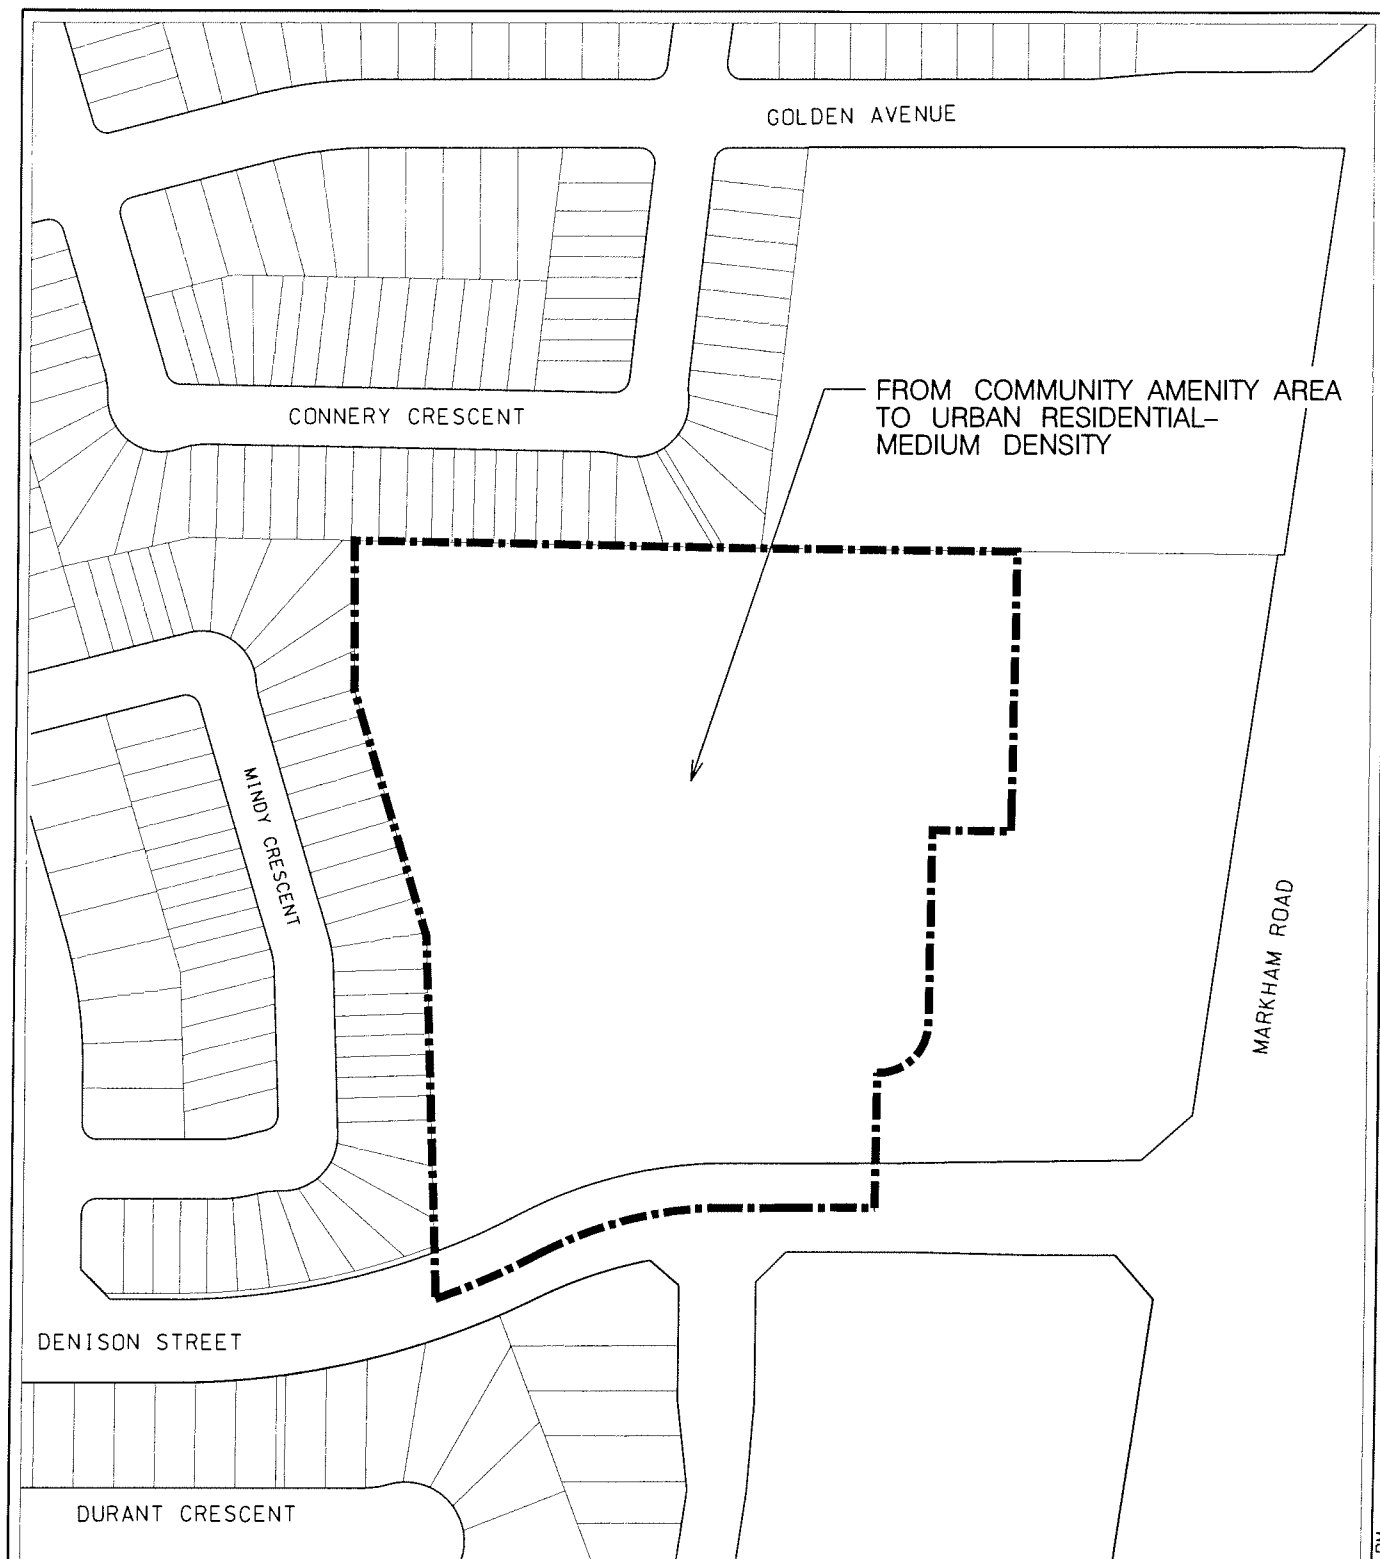 GOLDEN AVENUE
FROM COMMUNITY AMENITY AREA
TO URBAN RESIDENTIAL-
MEDIUM DENSITY
CONNERY CRESCENT
MINDY CRESCENT
MARKHAM ROAD
DENISON STREET
DURANT CRESCENT